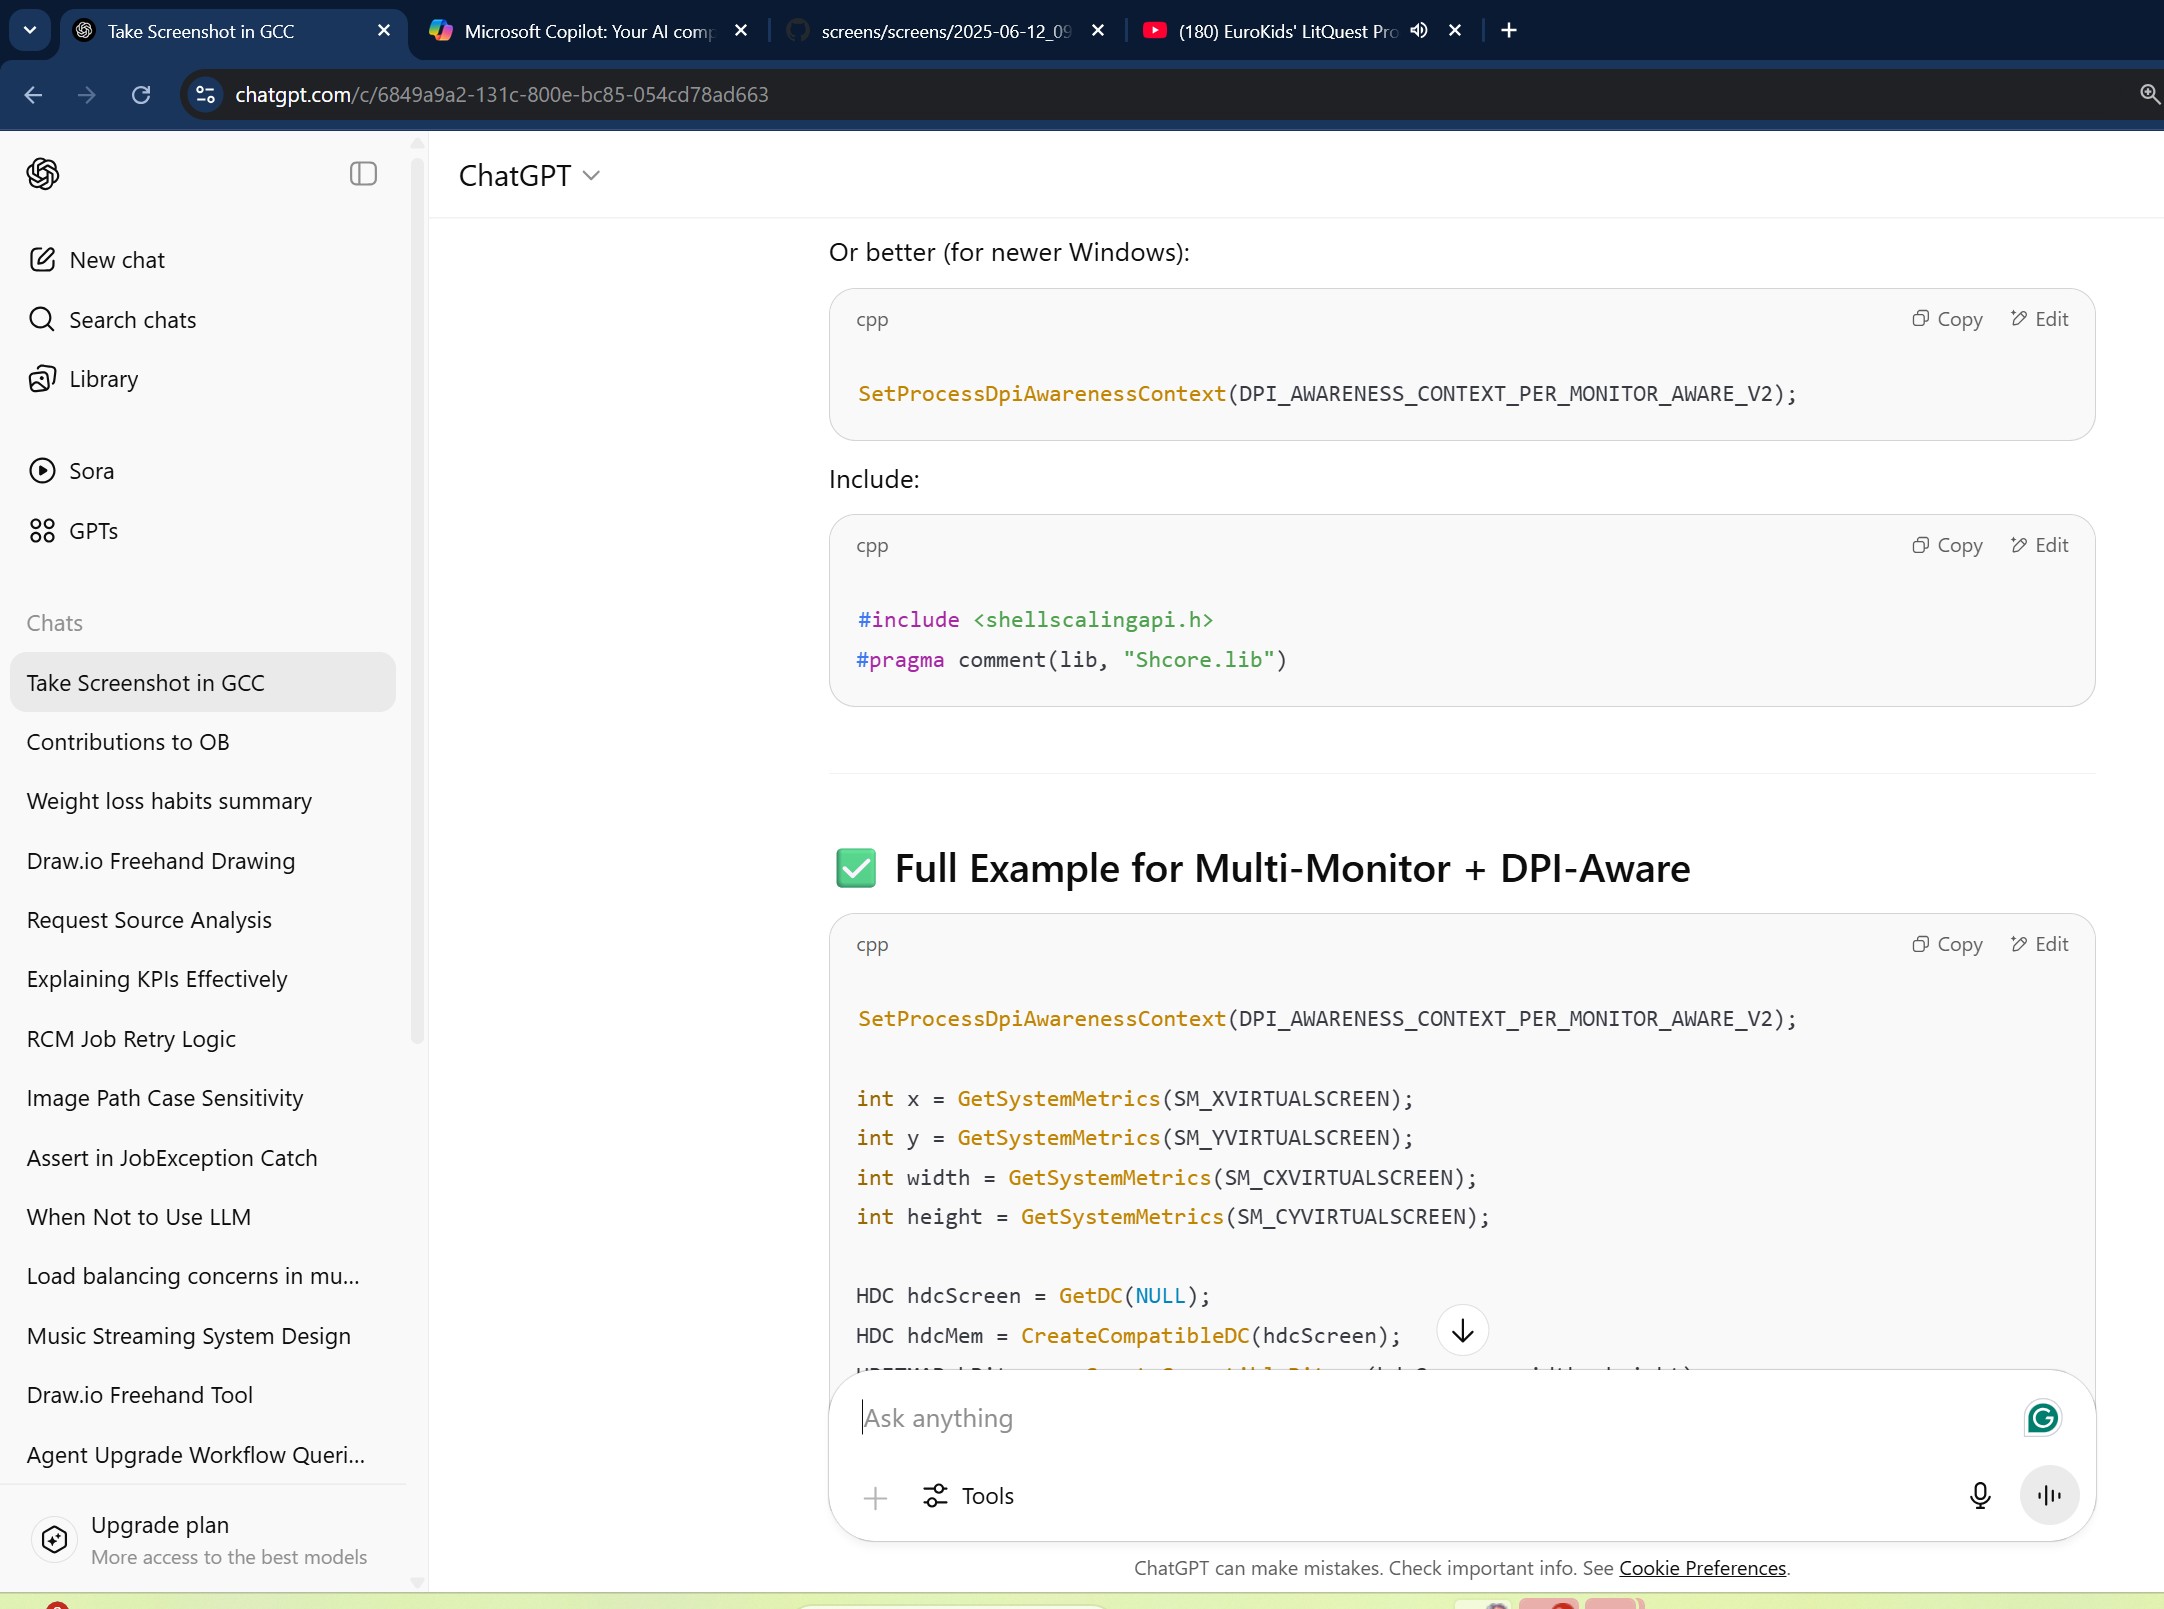 Take Screenshot in GCC
Microsoft Copilot: Your AI comp
screens/screens/2025-06-12_09
(180) EuroKids' LitQuest Pro
chatgpt.com/c/6849a9a2-131c-800e-bc85-054cd78ad663
ChatGPT
New chat
Search chats
Library
Sora
GPTs
Chats
Take Screenshot in GCC
Contributions to OB
Weight loss habits summary
Draw.io Freehand Drawing
Request Source Analysis
Explaining KPIs Effectively
RCM Job Retry Logic
Image Path Case Sensitivity
Assert in JobException Catch
When Not to Use LLM
Load balancing concerns in mu...
Music Streaming System Design
Draw.io Freehand Tool
Agent Upgrade Workflow Queri...
Upgrade plan
More access to the best models
Or better (for newer Windows):
cpp
Copy
Edit
SetProcessDpiAwarenessContext(DPI_AWARENESS_CONTEXT_PER_MONITOR_AWARE_V2);
Include:
cpp
Copy
Edit
#include <shellscalingapi.h>
#pragma comment(lib, "Shcore.lib")
✅ Full Example for Multi-Monitor + DPI-Aware
cpp
Copy
Edit
SetProcessDpiAwarenessContext(DPI_AWARENESS_CONTEXT_PER_MONITOR_AWARE_V2);
int x = GetSystemMetrics(SM_XVIRTUALSCREEN);
int y = GetSystemMetrics(SM_YVIRTUALSCREEN);
int width = GetSystemMetrics(SM_CXVIRTUALSCREEN);
int height = GetSystemMetrics(SM_CYVIRTUALSCREEN);
HDC hdcScreen = GetDC(NULL);
HDC hdcMem = CreateCompatibleDC(hdcScreen);
Ask anything
Tools
ChatGPT can make mistakes. Check important info. See Cookie Preferences.